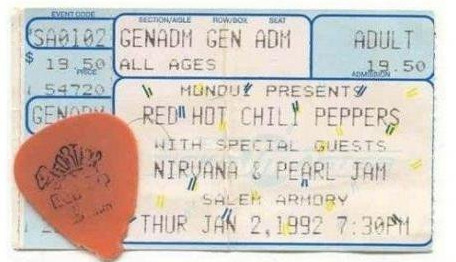 EVENT CODE SECTION/AISLE ROW/BOX SEAT
SA0102 GENADM GEN ADM ADULT
$ 19.50 ALL AGES 19.50
PRICE ADMISSION
54720 MUNDU PRESENTS
GENADM RED HOT CHILI PEPPERS
WITH SPECIAL GUESTS
NIRVANA & PEARL JAM
SALEM ARMORY
THUR JAN 2, 1992 7:30PM
TORTEX